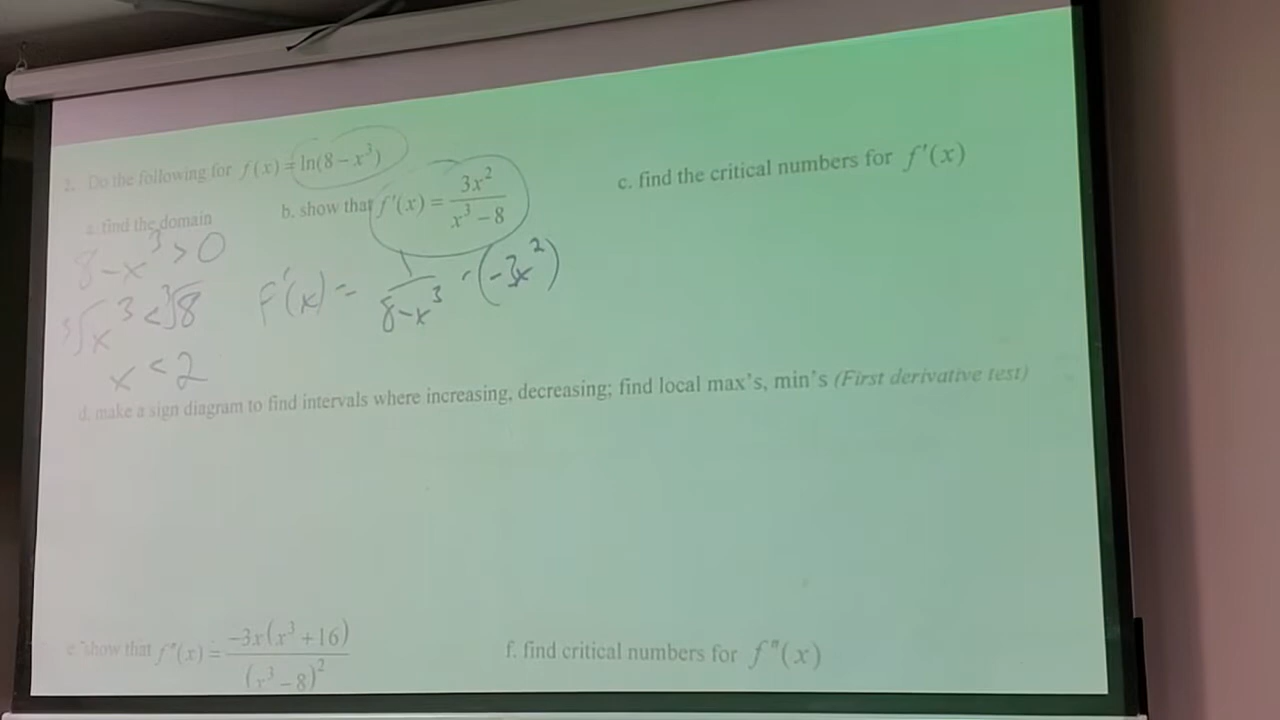 2. Do the following for f(x) = ln(8 − x³)
a. find the domain
b. show that f'(x) = 3x² / (x³ − 8)
c. find the critical numbers for f'(x)
8 − x³ > 0
∛x³ < ∛8
x < 2
f'(x) = 1 / (8 − x³) · (−3x²)
d. make a sign diagram to find intervals where increasing, decreasing; find local max's, min's (First derivative test)
e. show that f"(x) = −3x(x³ + 16) / (x³ − 8)²
f. find critical numbers for f"(x)